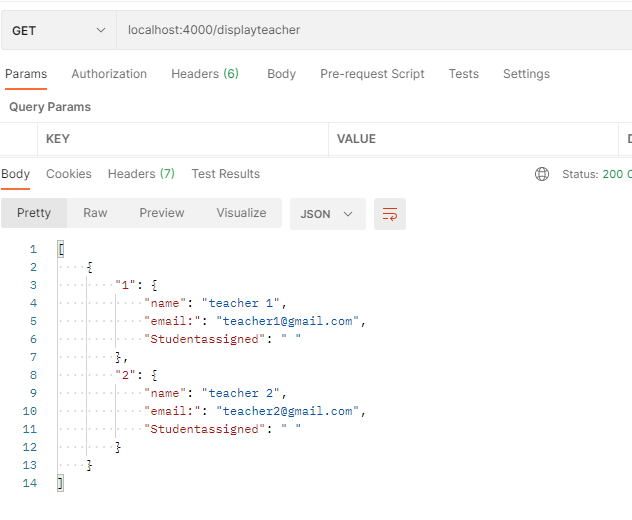 GET localhost:4000/displayteacher
Params Authorization Headers (6) Body Pre-request Script Tests Settings
Query Params
KEY VALUE
Body Cookies Headers (7) Test Results Status: 200
Pretty Raw Preview Visualize JSON
1 [
2 {
3 "1": {
4 "name": "teacher 1",
5 "email:": "teacher1@gmail.com",
6 "Studentassigned": " "
7 },
8 "2": {
9 "name": "teacher 2",
10 "email:": "teacher2@gmail.com",
11 "Studentassigned": " "
12 }
13 }
14 ]